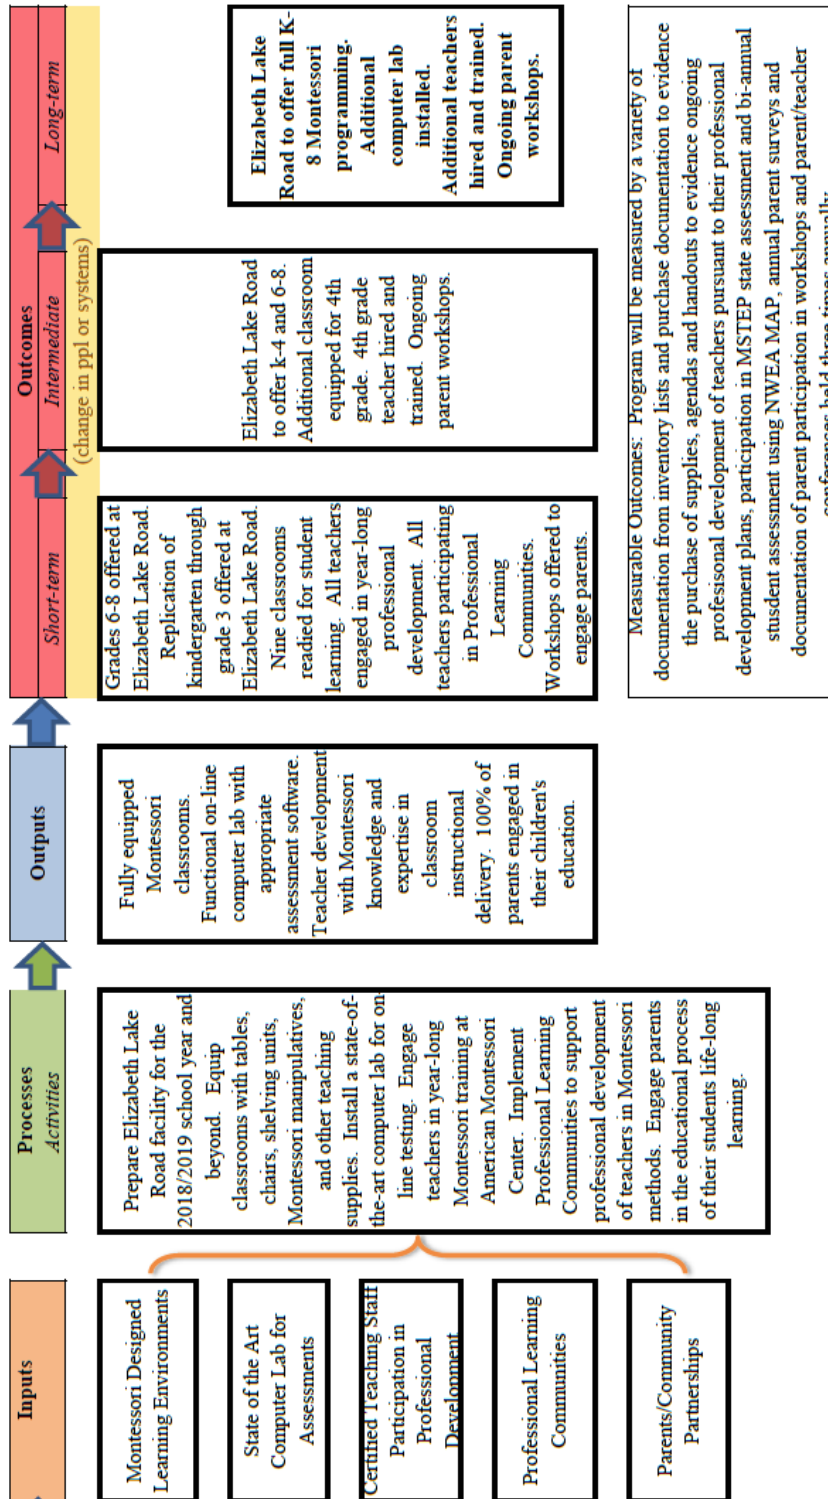 Inputs
Montessori Designed
Learning Environments
State of the Art
Computer Lab for
Assessments
Certified Teaching Staff
Participation in
Professional
Development
Professional Learning
Communities
Parents/Community
Partnerships
Processes
Activities
Prepare Elizabeth Lake
Road facility for the
2018/2019 school year and
beyond. Equip
classrooms with tables,
chairs, shelving units,
Montessori manipulatives,
and other teaching
supplies. Install a state-of-
the-art computer lab for on-
line testing. Engage
teachers in year-long
Montessori training at
American Montessori
Center. Implement
Professional Learning
Communities to support
professional development
of teachers in Montessori
methods. Engage parents
in the educational process
of their students life-long
learning.
Outputs
Fully equipped
Montessori
classrooms.
Functional on-line
computer lab with
appropriate
assessment software.
Teacher development
with Montessori
knowledge and
expertise in
classroom
instructional
delivery. 100% of
parents engaged in
their children's
education.
Outcomes
Short-term
Intermediate
Long-term
(change in ppl or systems)
Grades 6-8 offered at
Elizabeth Lake Road.
Replication of
kindergarten through
grade 3 offered at
Elizabeth Lake Road.
Nine classrooms
readied for student
learning. All teachers
engaged in year-long
professional
development. All
teachers participating
in Professional
Learning
Communities.
Workshops offered to
engage parents.
Elizabeth Lake Road
to offer k-4 and 6-8.
Additional classroom
equipped for 4th
grade. 4th grade
teacher hired and
trained. Ongoing
parent workshops.
Elizabeth Lake
Road to offer full K-
8 Montessori
programming.
Additional
computer lab
installed.
Additional teachers
hired and trained.
Ongoing parent
workshops.
Measurable Outcomes: Program will be measured by a variety of
documentation from inventory lists and purchase documentation to evidence
the purchase of supplies, agendas and handouts to evidence ongoing
profesisonal development of teachers pursuant to their professional
development plans, participation in MSTEP state assessment and bi-annual
stusdent assessment using NWEA MAP, annual parent surveys and
documentation of parent participation in workshops and parent/teacher
conferences held three times annually